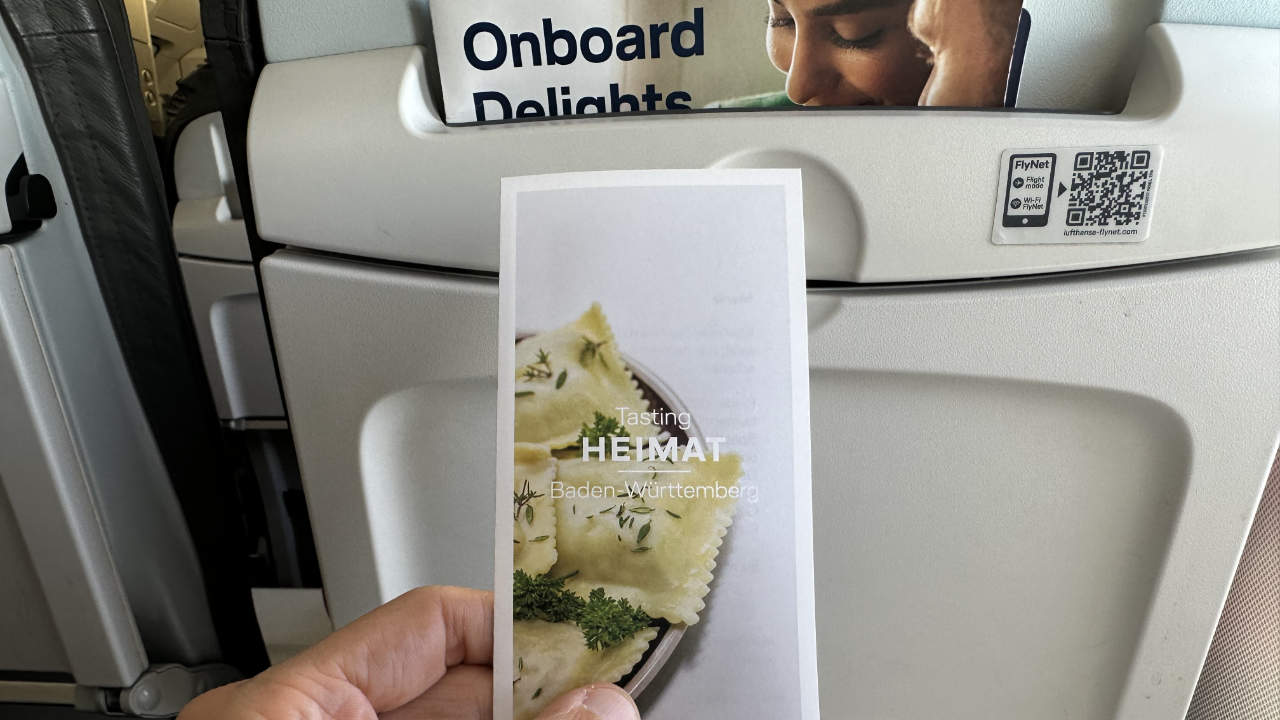 Onboard
Delights
FlyNet
Flight
mode
Wi-Fi
FlyNet
lufthansa-flynet.com
Tasting
HEIMAT
Baden-Württemberg